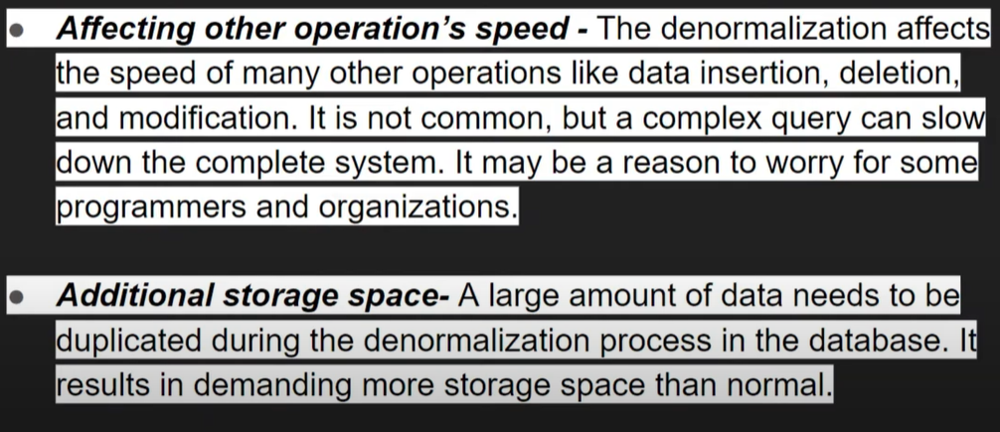 ● Affecting other operation's speed - The denormalization affects
the speed of many other operations like data insertion, deletion,
and modification. It is not common, but a complex query can slow
down the complete system. It may be a reason to worry for some
programmers and organizations.
● Additional storage space- A large amount of data needs to be
duplicated during the denormalization process in the database. It
results in demanding more storage space than normal.